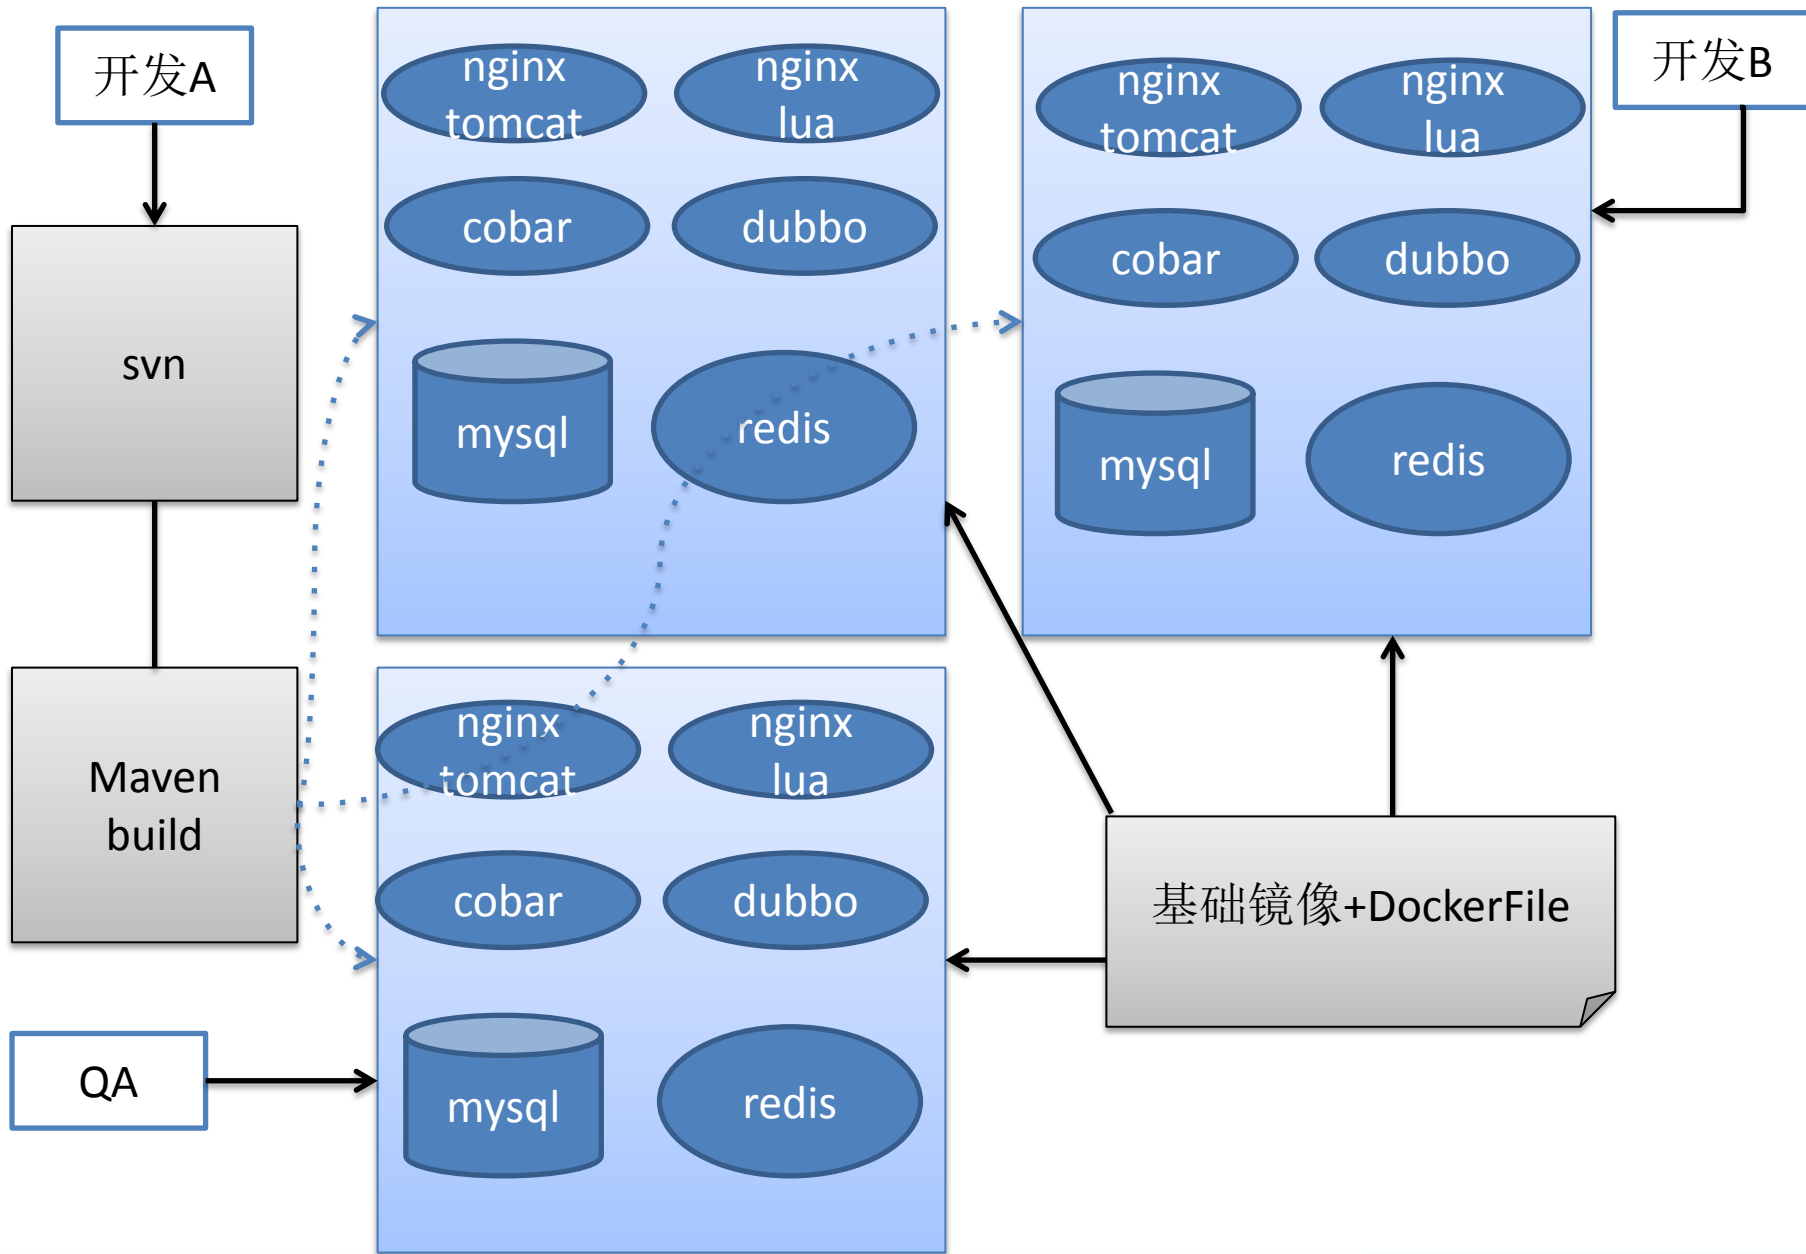 开发A
svn
Maven
build
QA
nginx
tomcat
nginx
lua
cobar
dubbo
mysql
redis
nginx
tomcat
nginx
lua
cobar
dubbo
mysql
redis
开发B
nginx
tomcat
nginx
lua
cobar
dubbo
mysql
redis
基础镜像+DockerFile